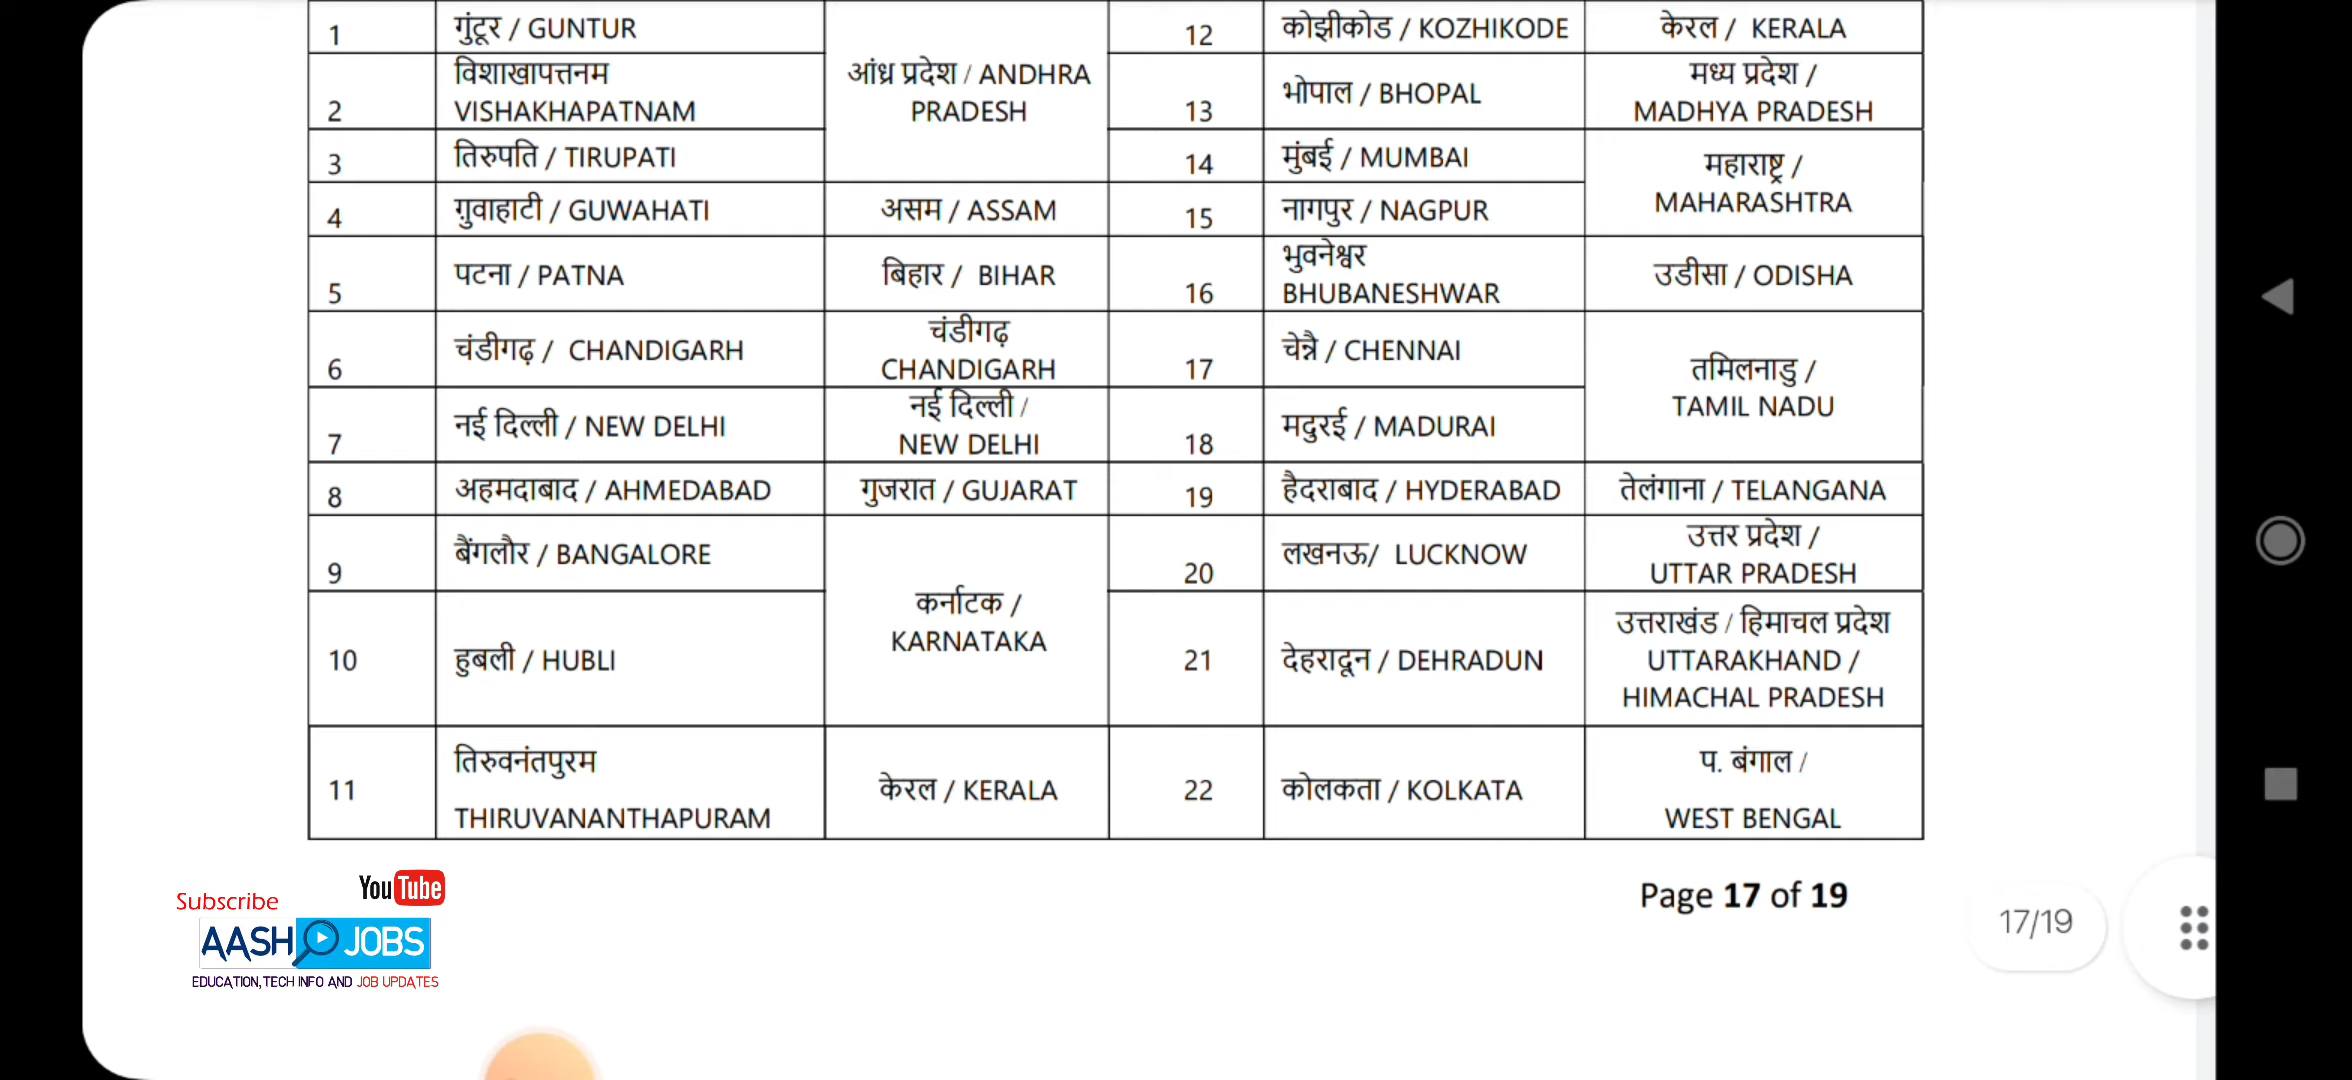 1 गुंटूर / GUNTUR 12 कोझीकोड / KOZHIKODE केरल / KERALA
2 विशाखापत्तनम
VISHAKHAPATNAM
आंध्र प्रदेश / ANDHRA
PRADESH
13 भोपाल / BHOPAL मध्य प्रदेश /
MADHYA PRADESH
3 तिरुपति / TIRUPATI 14 मुंबई / MUMBAI महाराष्ट्र /
MAHARASHTRA
4 गुवाहाटी / GUWAHATI असम / ASSAM 15 नागपुर / NAGPUR
5 पटना / PATNA बिहार / BIHAR 16 भुवनेश्वर
BHUBANESHWAR
उडीसा / ODISHA
6 चंडीगढ़ / CHANDIGARH चंडीगढ़
CHANDIGARH
17 चेन्नै / CHENNAI तमिलनाडु /
TAMIL NADU
7 नई दिल्ली / NEW DELHI नई दिल्ली /
NEW DELHI
18 मदुरई / MADURAI
8 अहमदाबाद / AHMEDABAD गुजरात / GUJARAT 19 हैदराबाद / HYDERABAD तेलंगाना / TELANGANA
9 बैंगलौर / BANGALORE कर्नाटक /
KARNATAKA
20 लखनऊ/ LUCKNOW उत्तर प्रदेश /
UTTAR PRADESH
10 हुबली / HUBLI 21 देहरादून / DEHRADUN उत्तराखंड / हिमाचल प्रदेश
UTTARAKHAND /
HIMACHAL PRADESH
11 तिरुवनंतपुरम
THIRUVANANTHAPURAM
केरल / KERALA 22 कोलकता / KOLKATA प. बंगाल /
WEST BENGAL
Page 17 of 19
17/19
Subscribe YouTube
AASH JOBS
EDUCATION,TECH INFO AND JOB UPDATES